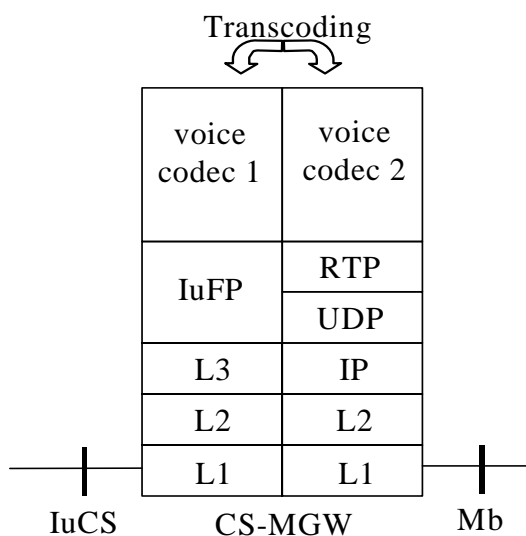 Transcoding
voice
codec 1
voice
codec 2
IuFP
RTP
UDP
L3
IP
L2
L2
L1
L1
IuCS
CS-MGW
Mb